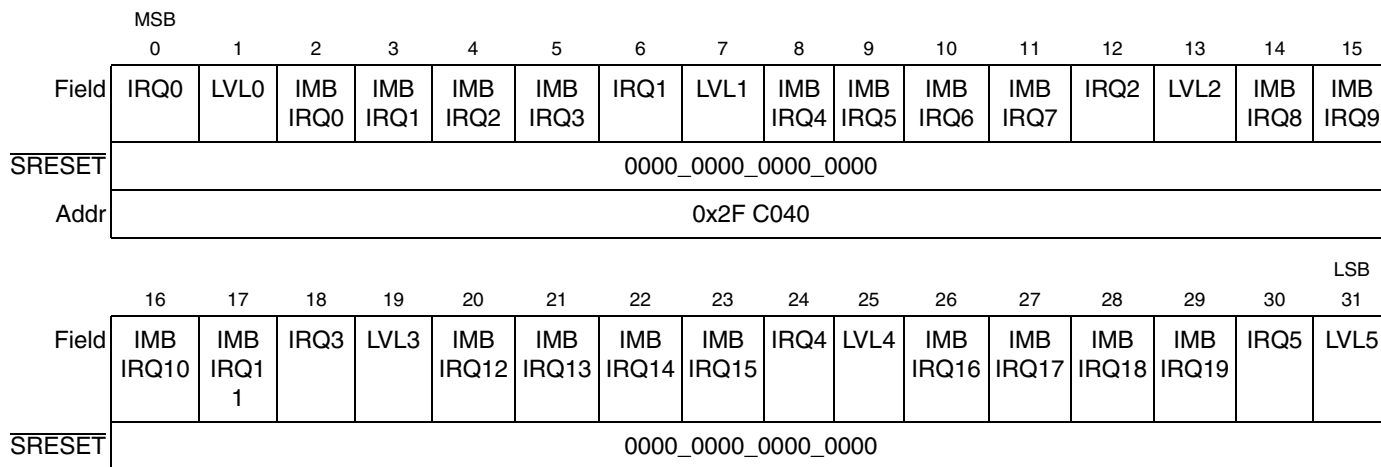 MSB
0 1 2 3 4 5 6 7 8 9 10 11 12 13 14 15
Field IRQ0 LVL0 IMB IMB IMB IMB IRQ1 LVL1 IMB IMB IMB IMB IRQ2 LVL2 IMB IMB
IRQ0 IRQ1 IRQ2 IRQ3 IRQ4 IRQ5 IRQ6 IRQ7 IRQ8 IRQ9
SRESET 0000_0000_0000_0000
Addr 0x2F C040
LSB
16 17 18 19 20 21 22 23 24 25 26 27 28 29 30 31
Field IMB IMB IRQ3 LVL3 IMB IMB IMB IMB IRQ4 LVL4 IMB IMB IMB IMB IRQ5 LVL5
IRQ10 IRQ1 IRQ12 IRQ13 IRQ14 IRQ15 IRQ16 IRQ17 IRQ18 IRQ19
1
SRESET 0000_0000_0000_0000